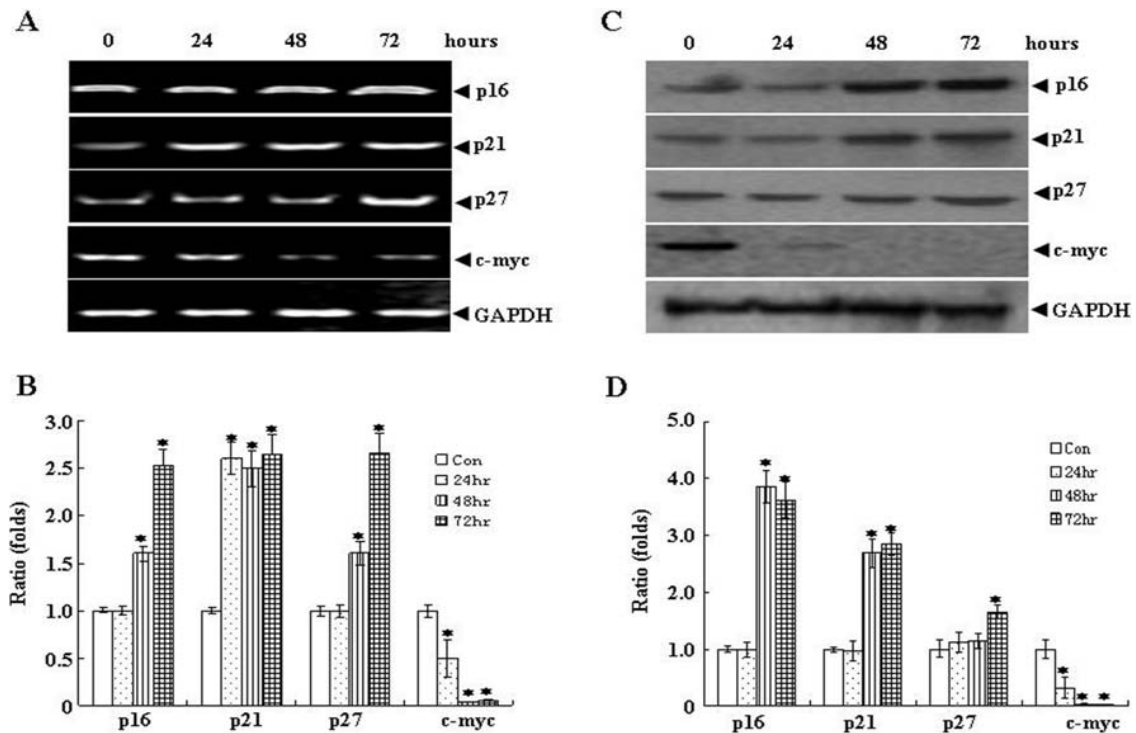 A
0 24 48 72 hours
p16
p21
p27
c-myc
GAPDH
B
3.0
2.5
2.0
1.5
1.0
0.5
0
Ratio (folds)
* * * * * * * * * *
Con
24hr
48hr
72hr
p16 p21 p27 c-myc
C
0 24 48 72 hours
p16
p21
p27
c-myc
GAPDH
D
5.0
4.0
3.0
2.0
1.0
0
Ratio (folds)
* * * * * * * *
Con
24hr
48hr
72hr
p16 p21 p27 c-myc